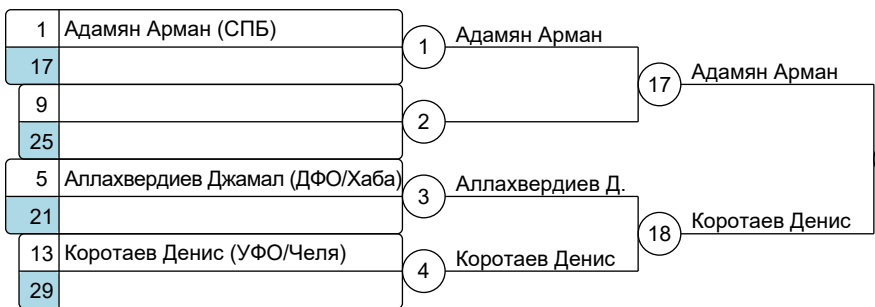 1 Адамян Арман (СПБ)
17
1 Адамян Арман
9
25
2
17 Адамян Арман
5 Аллахвердиев Джамал (ДФО/Хаба)
21
3 Аллахвердиев Д.
13 Коротаев Денис (УФО/Челя)
29
4 Коротаев Денис
18 Коротаев Денис